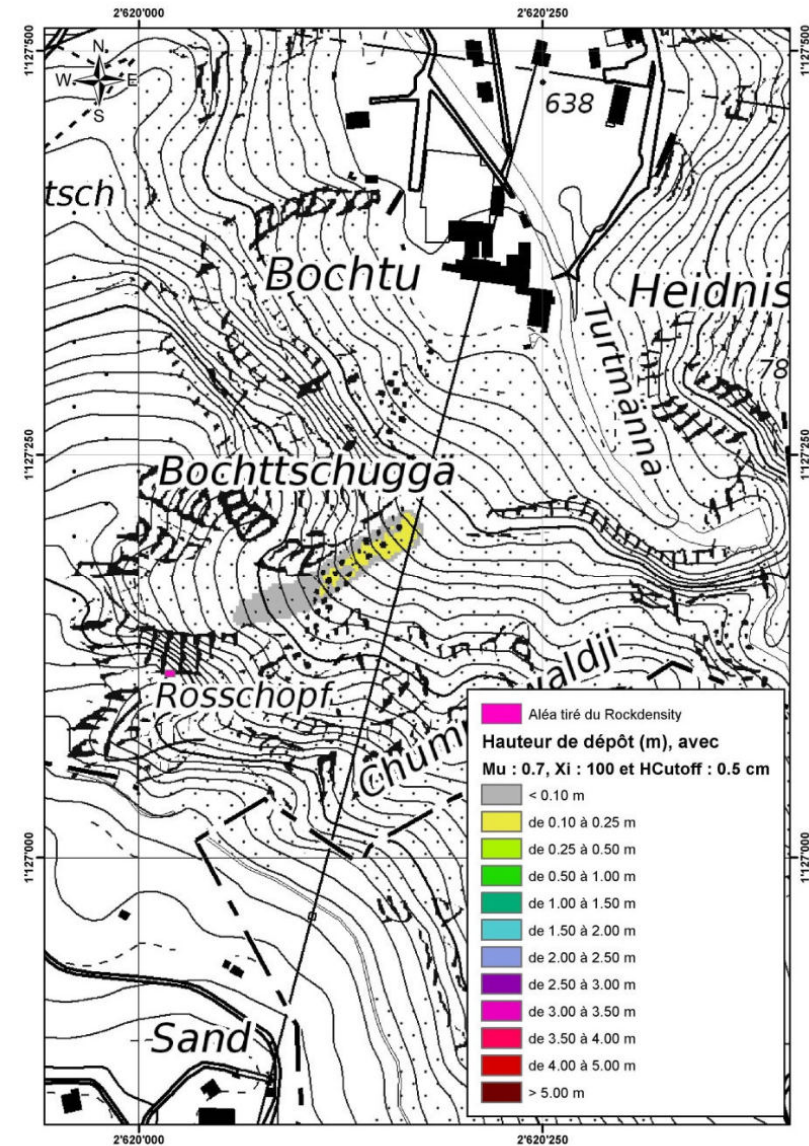 2'620'000 2'620'250
1'127'500 1'127'500
N
W E
S
638
tsch
Bochtu
Heidnis
Turtmänna
78
1'127'250 1'127'250
Bochttschuggä
Rosschopf
Aléa tiré du Rockdensity
Hauteur de dépôt (m), avec
Mu : 0.7, Xi : 100 et HCutoff : 0.5 cm
< 0.10 m
de 0.10 à 0.25 m
de 0.25 à 0.50 m
de 0.50 à 1.00 m
de 1.00 à 1.50 m
de 1.50 à 2.00 m
de 2.00 à 2.50 m
de 2.50 à 3.00 m
de 3.00 à 3.50 m
de 3.50 à 4.00 m
de 4.00 à 5.00 m
> 5.00 m
1'127'000 1'127'000
Sand
2'620'000 2'620'250